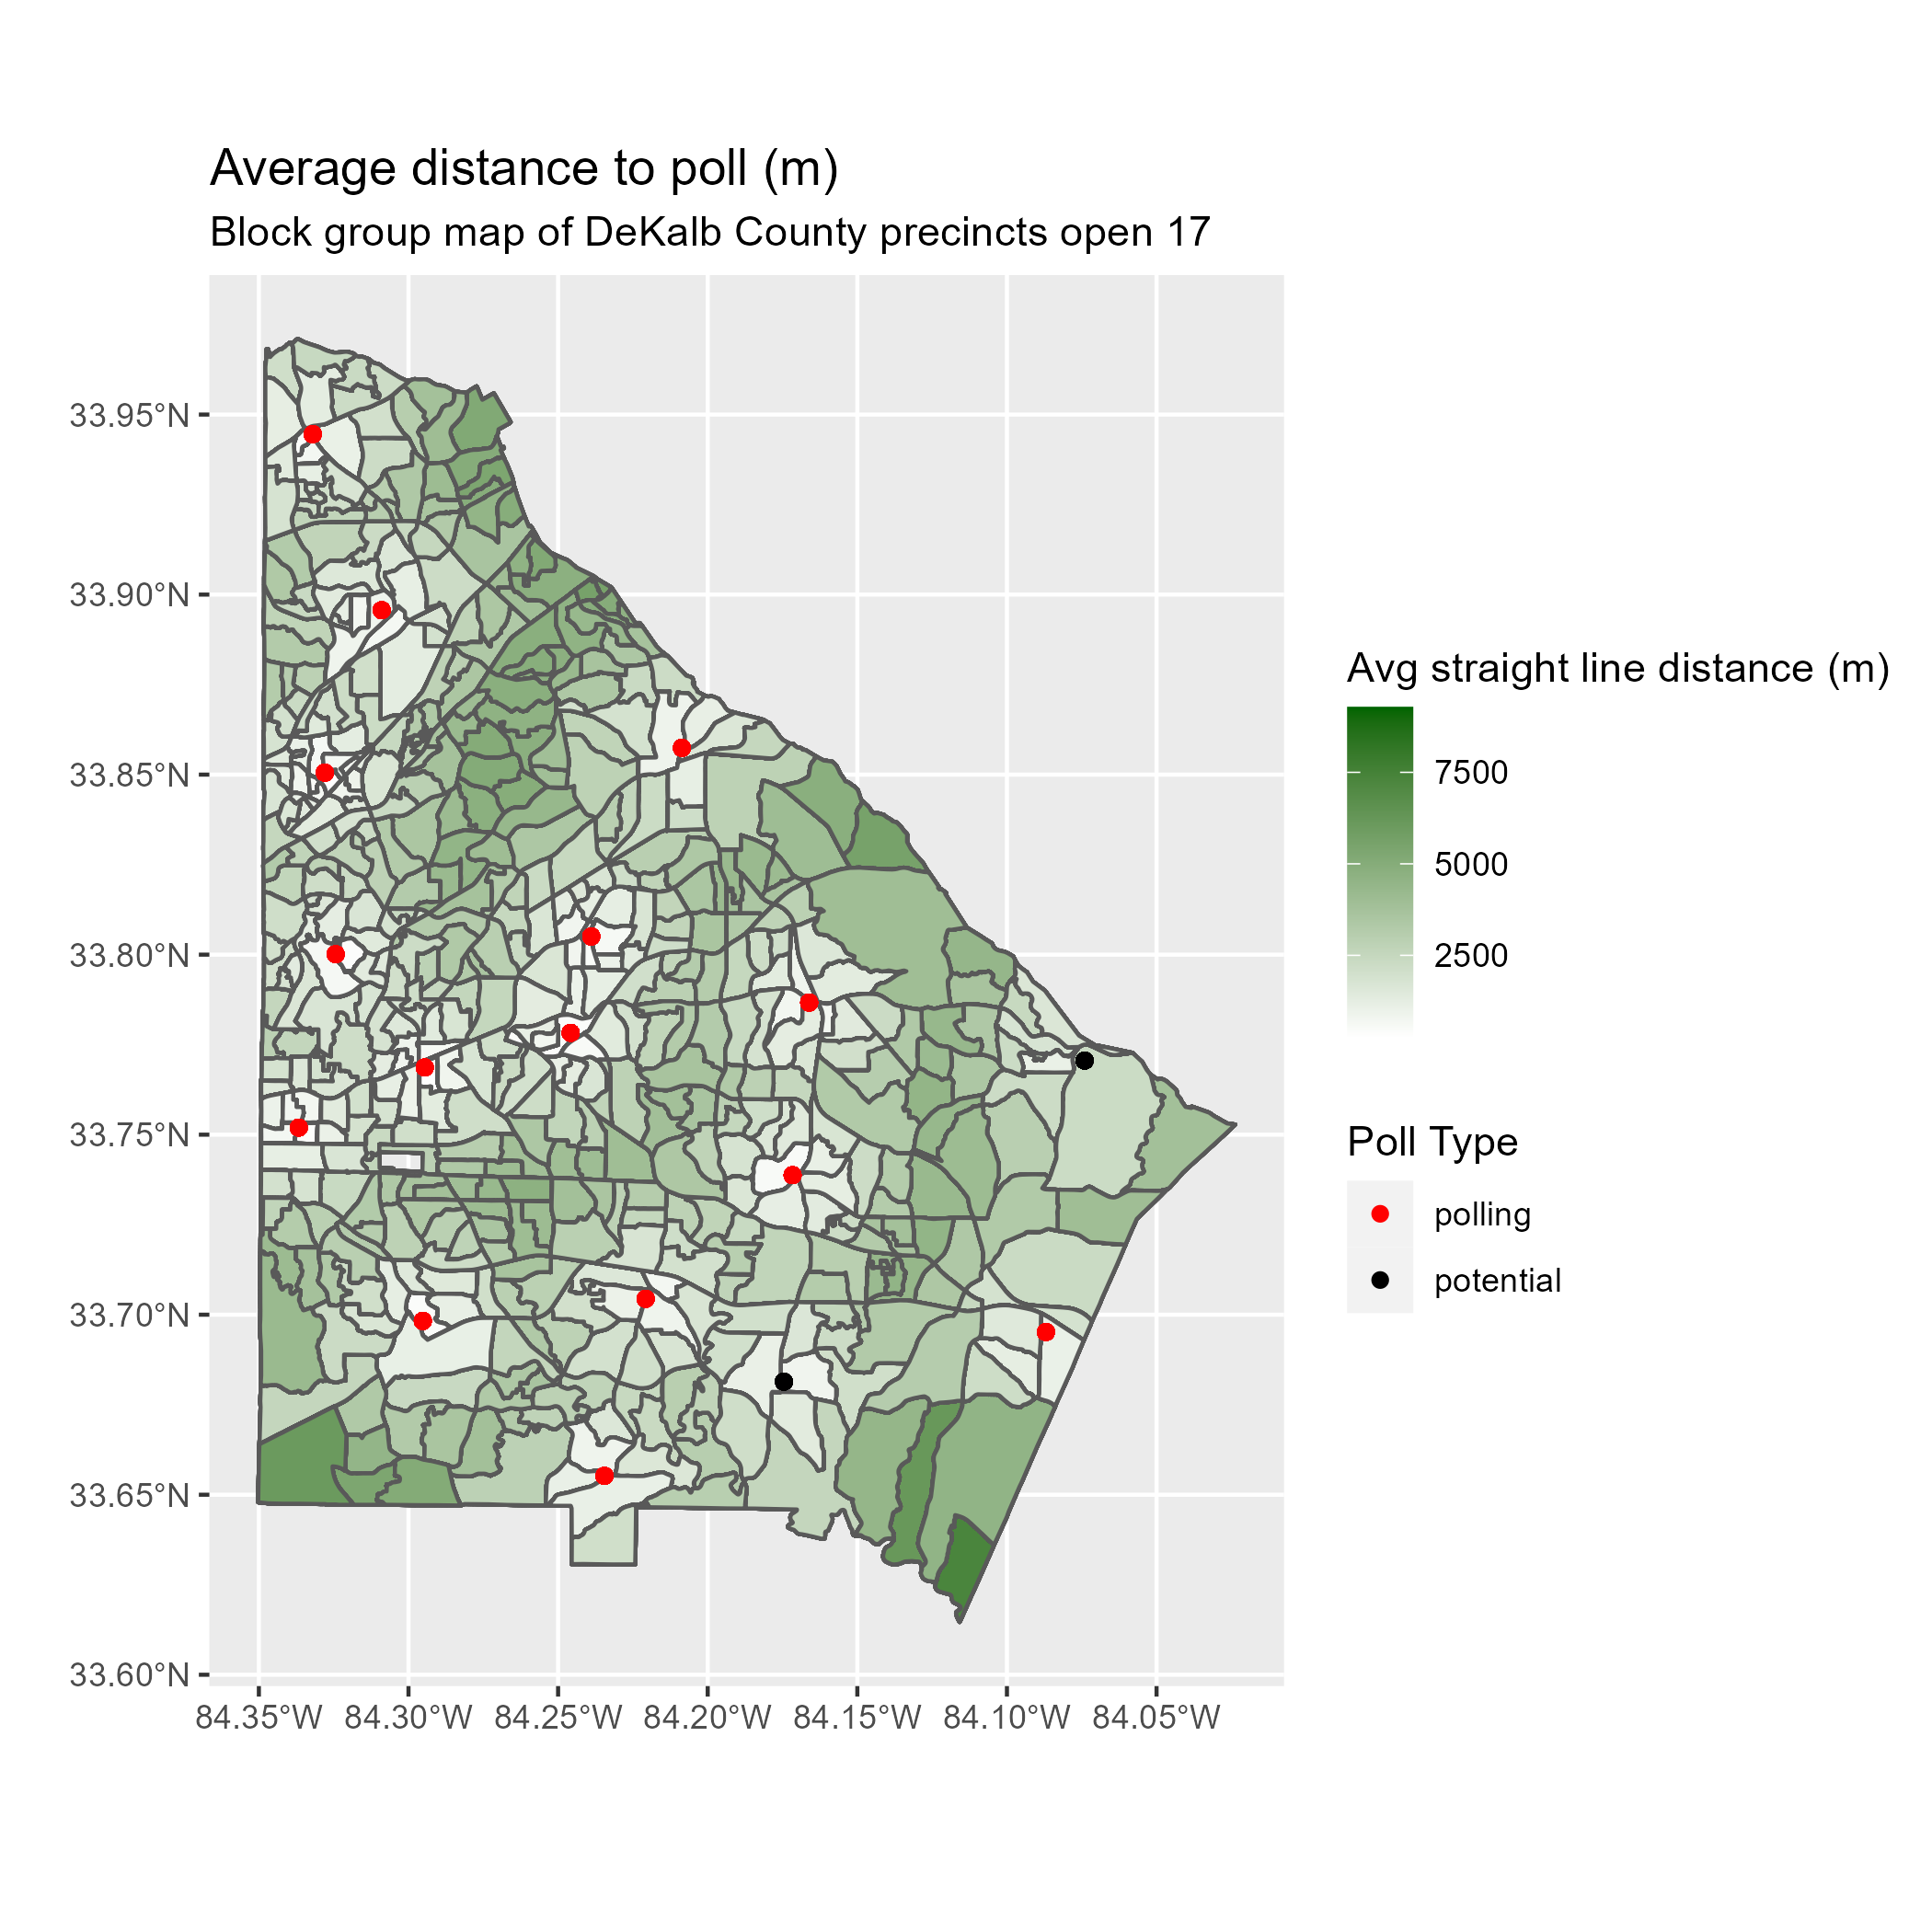 Average distance to poll (m)
Block group map of DeKalb County precincts open 17
33.95°N
33.90°N
33.85°N
33.80°N
33.75°N
33.70°N
33.65°N
33.60°N
84.35°W 84.30°W 84.25°W 84.20°W 84.15°W 84.10°W 84.05°W
Avg straight line distance (m)
7500
5000
2500
Poll Type
polling
potential